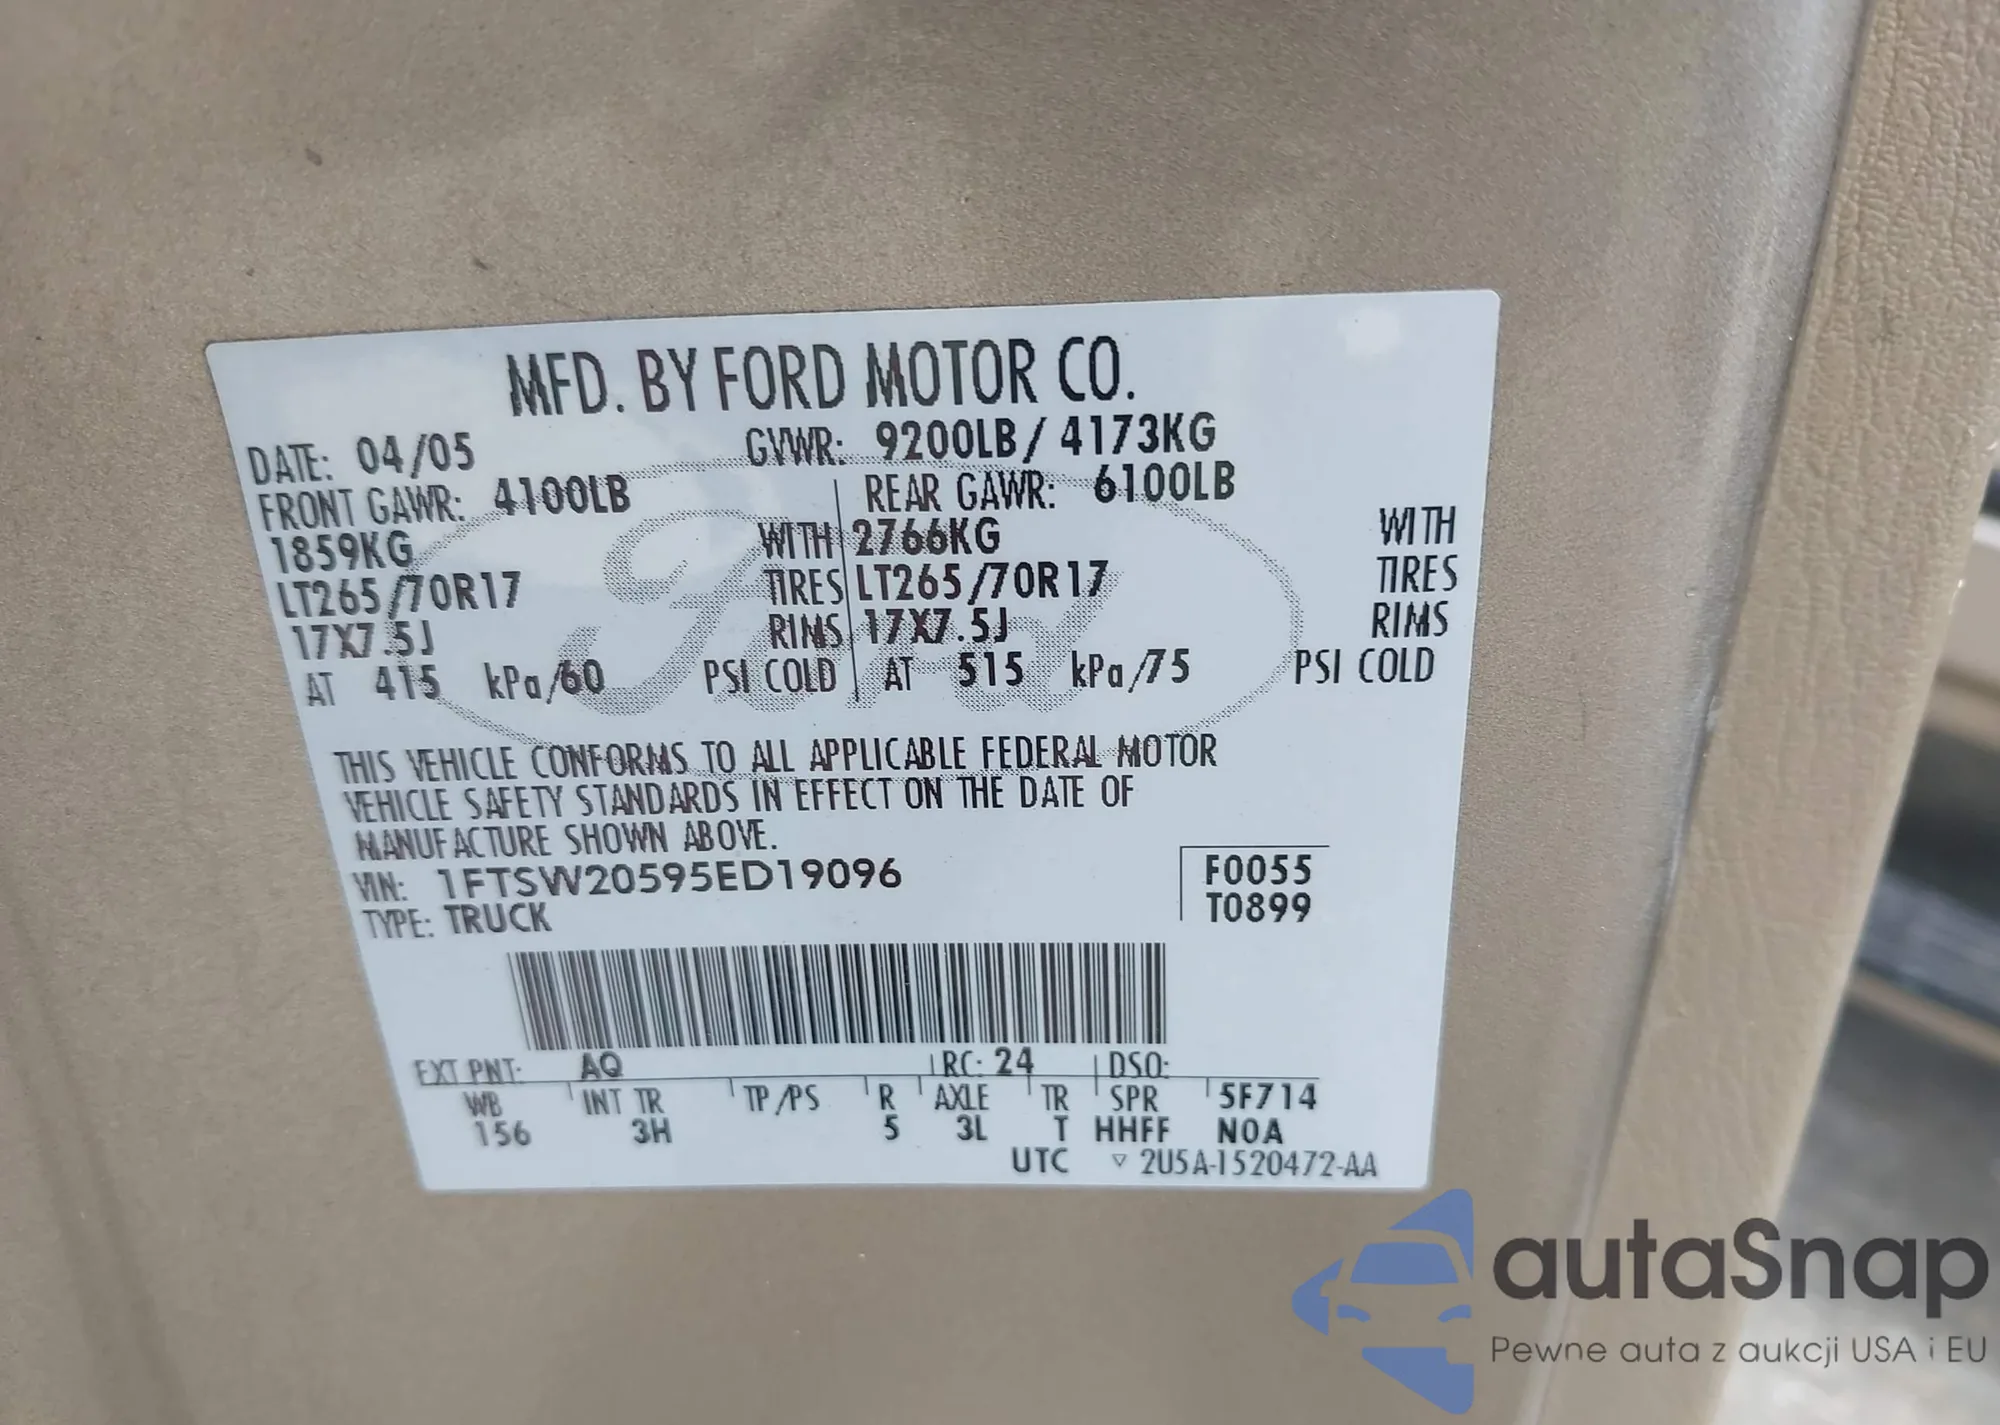 MFD. BY FORD MOTOR CO.
DATE: 04/05 GVWR: 9200LB / 4173KG
FRONT GAWR: 4100LB REAR GAWR: 6100LB
1859KG WITH 2766KG WITH
LT265/70R17 TIRES LT265/70R17 TIRES
17X7.5J RIMS 17X7.5J RIMS
AT 415 kPa/60 PSI COLD AT 515 kPa/75 PSI COLD
Ford
THIS VEHICLE CONFORMS TO ALL APPLICABLE FEDERAL MOTOR
VEHICLE SAFETY STANDARDS IN EFFECT ON THE DATE OF
MANUFACTURE SHOWN ABOVE.
VIN: 1FTSW20595ED19096 F0055
TYPE: TRUCK T0899
EXT PNT: AQ RC: 24 DSO:
WB INT TR TP/PS R AXLE TR SPR 5F714
156 3H 5 3L T HHFF N0A
UTC ▽ 2U5A-1520472-AA
autaSnap
Pewne auta z aukcji USA i EU